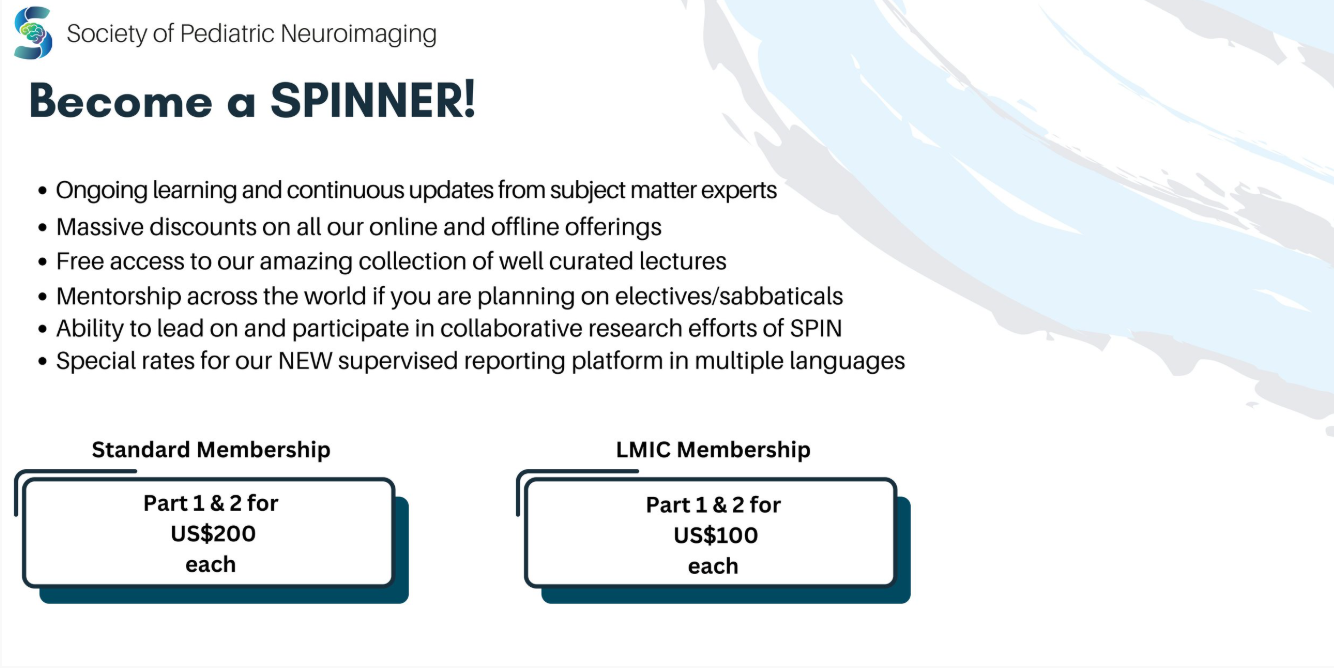 Society of Pediatric Neuroimaging
Become a SPINNER!
• Ongoing learning and continuous updates from subject matter experts
• Massive discounts on all our online and offline offerings
• Free access to our amazing collection of well curated lectures
• Mentorship across the world if you are planning on electives/sabbaticals
• Ability to lead on and participate in collaborative research efforts of SPIN
• Special rates for our NEW supervised reporting platform in multiple languages
Standard Membership
Part 1 & 2 for
US$200
each
LMIC Membership
Part 1 & 2 for
US$100
each